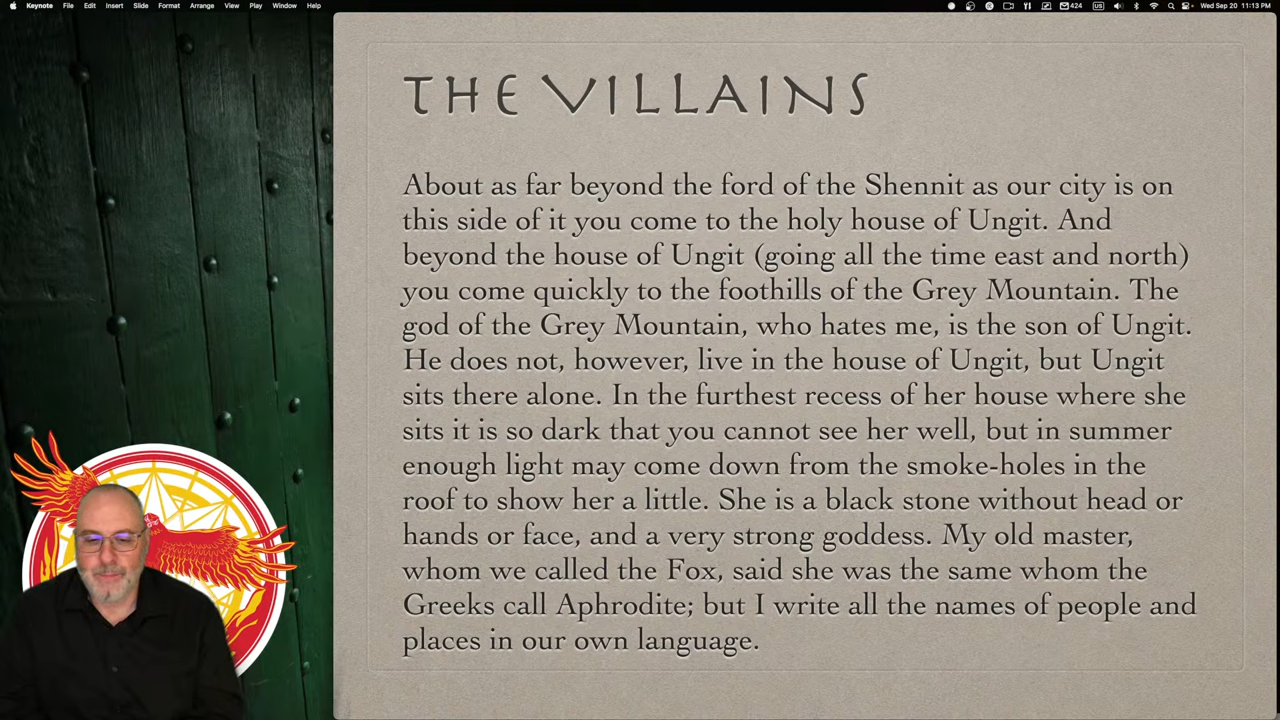 Keynote File Edit Insert Slide Format Arrange View Play Window Help 424 US Wed Sep 20 11:13 PM
THE VILLAINS
About as far beyond the ford of the Shennit as our city is on
this side of it you come to the holy house of Ungit. And
beyond the house of Ungit (going all the time east and north)
you come quickly to the foothills of the Grey Mountain. The
god of the Grey Mountain, who hates me, is the son of Ungit.
He does not, however, live in the house of Ungit, but Ungit
sits there alone. In the furthest recess of her house where she
sits it is so dark that you cannot see her well, but in summer
enough light may come down from the smoke-holes in the
roof to show her a little. She is a black stone without head or
hands or face, and a very strong goddess. My old master,
whom we called the Fox, said she was the same whom the
Greeks call Aphrodite; but I write all the names of people and
places in our own language.